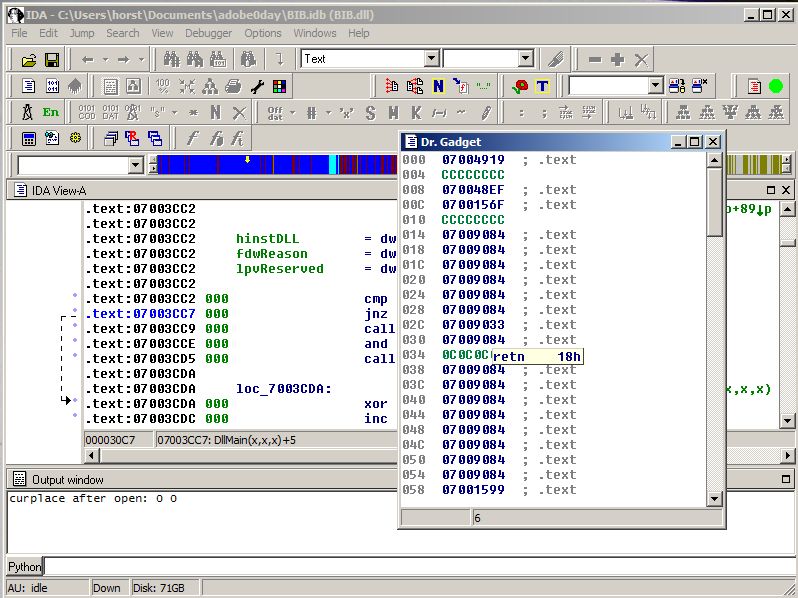 IDA - C:\Users\horst\Documents\adobe0day\BIB.idb (BIB.dll)
File Edit Jump Search View Debugger Options Windows Help
Text
En
Dr. Gadget
000 07004919 ; .text
004 CCCCCCCC
008 070048EF ; .text
00C 0700156F ; .text
010 CCCCCCCC
014 07009084 ; .text
018 07009084 ; .text
01C 07009084 ; .text
020 07009084 ; .text
024 07009084 ; .text
028 07009084 ; .text
02C 07009033 ; .text
030 07009084 ; .text
034 0C0C0C
retn 18h
038 07009084 ; .text
03C 07009084 ; .text
040 07009084 ; .text
044 07009084 ; .text
048 07009084 ; .text
04C 07009084 ; .text
050 07009084 ; .text
054 07009084 ; .text
058 07001599 ; .text
6
IDA View-A
.text:07003CC2
.text:07003CC2
.text:07003CC2 hinstDLL = dw
.text:07003CC2 fdwReason = dw
.text:07003CC2 lpvReserved = dw
.text:07003CC2
.text:07003CC2 000 cmp
.text:07003CC7 000 jnz
.text:07003CC9 000 call
.text:07003CCE 000 and
.text:07003CD5 000 call
.text:07003CDA
.text:07003CDA loc_7003CDA:
.text:07003CDA 000 xor
.text:07003CDC 000 inc
o+89↓p
x,x,x)
000030C7 07003CC7: DllMain(x,x,x)+5
Output window
curplace after open: 0 0
Python
AU: idle Down Disk: 71GB